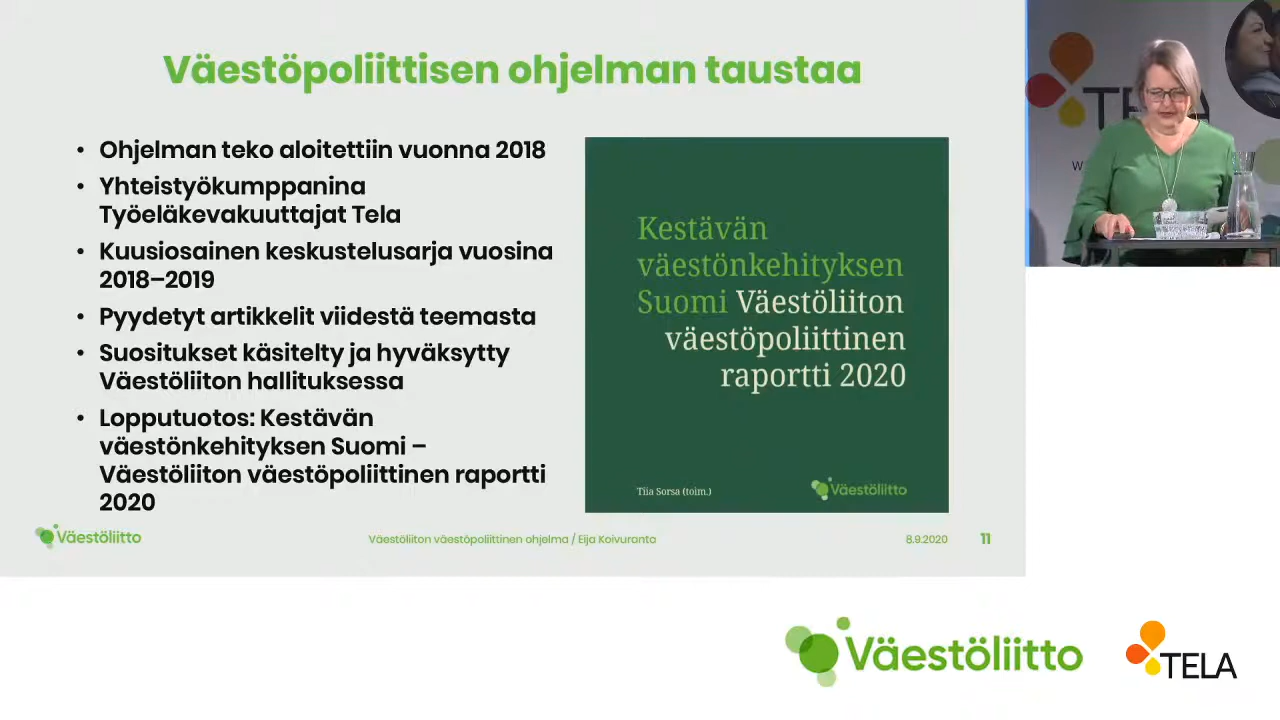 Väestöpoliittisen ohjelman taustaa
• Ohjelman teko aloitettiin vuonna 2018
• Yhteistyökumppanina
Työeläkevakuuttajat Tela
• Kuusiosainen keskustelusarja vuosina
2018–2019
• Pyydetyt artikkelit viidestä teemasta
• Suositukset käsitelty ja hyväksytty
Väestöliiton hallituksessa
• Lopputuotos: Kestävän
väestönkehityksen Suomi –
Väestöliiton väestöpoliittinen raportti
2020
Kestävän
väestönkehityksen
Suomi Väestöliiton
väestöpoliittinen
raportti 2020
Tiia Sorsa (toim.)
Väestöliitto
Väestöliitto
Väestöliiton väestöpoliittinen ohjelma / Eija Koivuranta
8.9.2020
11
TELA
W
Väestöliitto
TELA